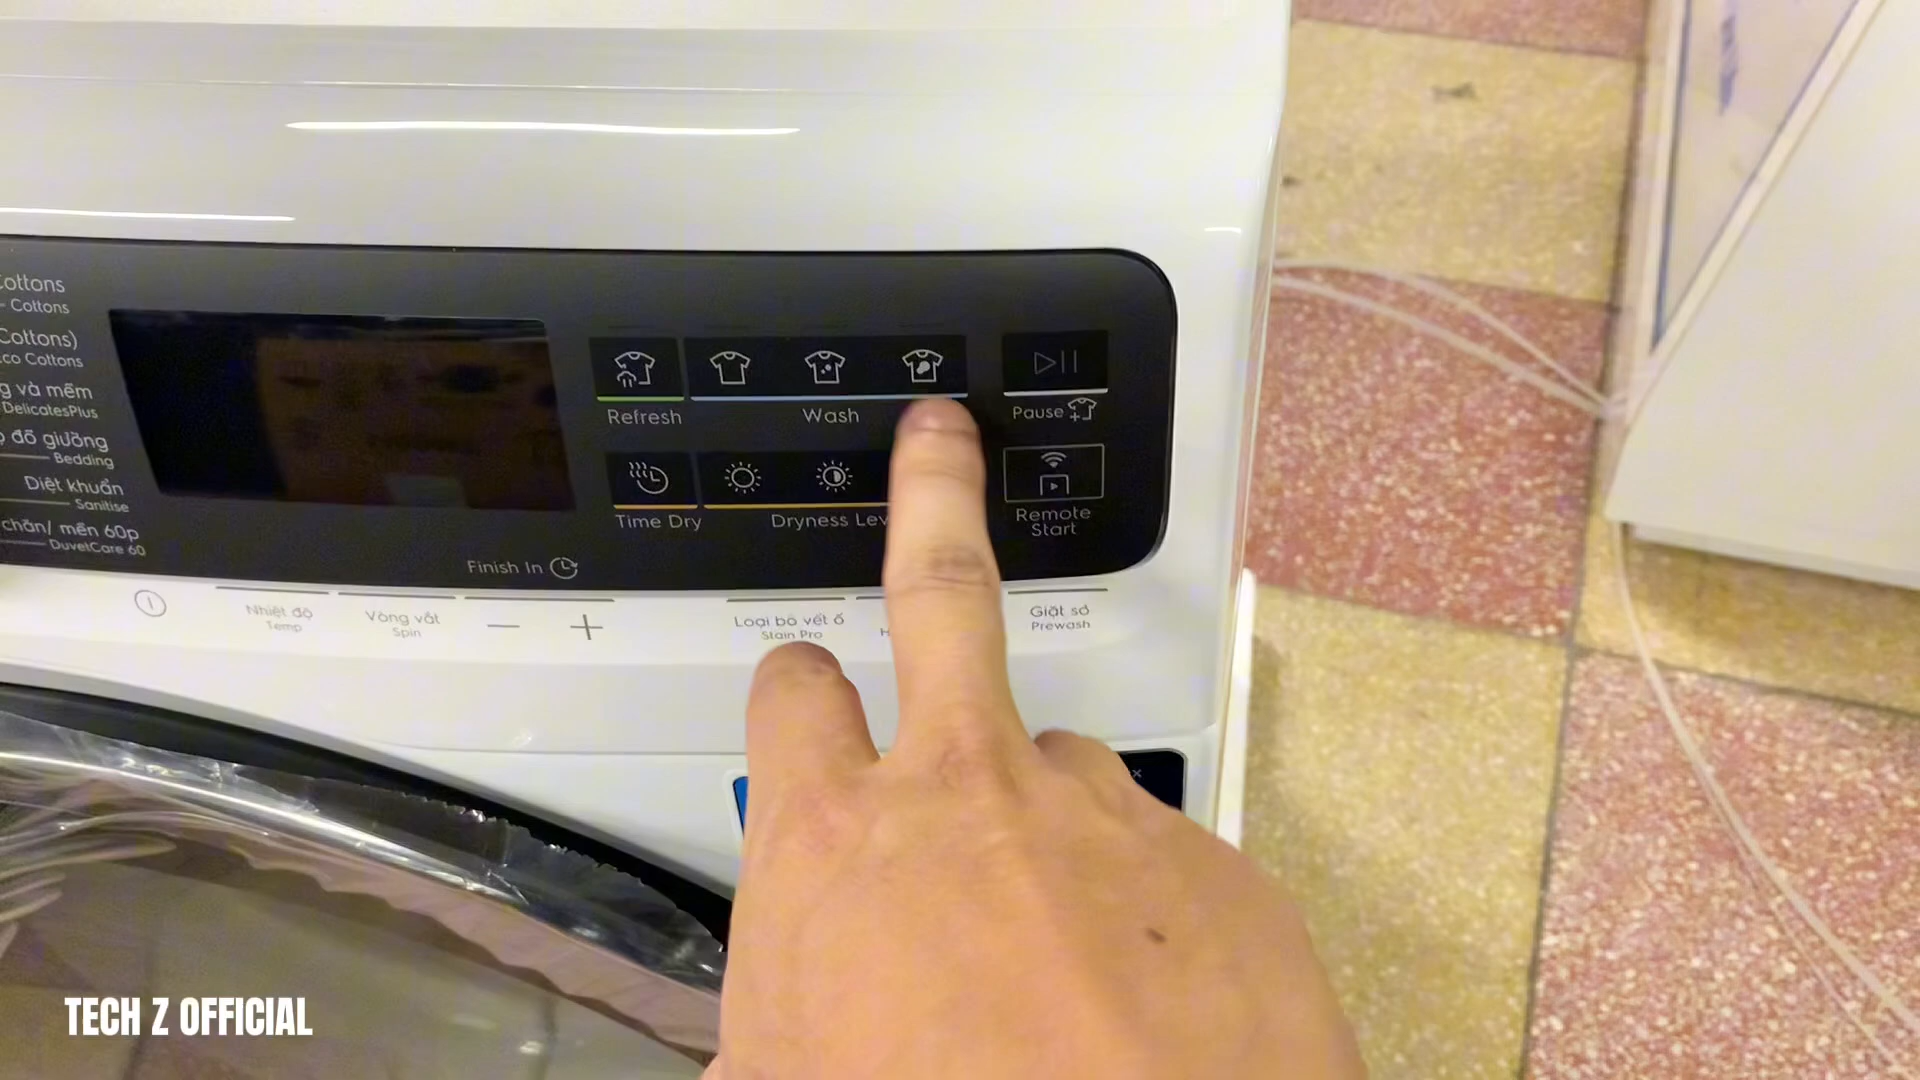 Cottons
Cottons
Cottons)
Eco Cottons
và mềm
DelicatesPlus
đồ giường
Bedding
Diệt khuẩn
Sanitise
chăn/ mền 60p
DuvetCare 60
Refresh
Wash
Pause
Time Dry
Dryness Lev
Remote
Start
Finish In
Nhiệt độ
Temp
Vòng vắt
Spin
Loại bỏ vết ố
Stain Pro
Giặt sơ
Prewash
TECH Z OFFICIAL